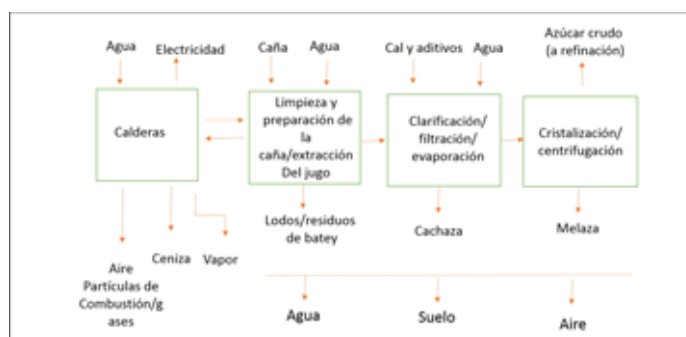 Agua
Electricidad
Caña
Agua
Cal y aditivos
Agua
Azúcar crudo
(a refinación)
Calderas
Limpieza y
preparación de
la
caña/extracción
Del jugo
Clarificación/
filtración/
evaporación
Cristalización/
centrifugación
Lodos/residuos
de batey
Cachaza
Melaza
Aire
Partículas de
Combustión/g
ases
Ceniza
Vapor
Agua
Suelo
Aire